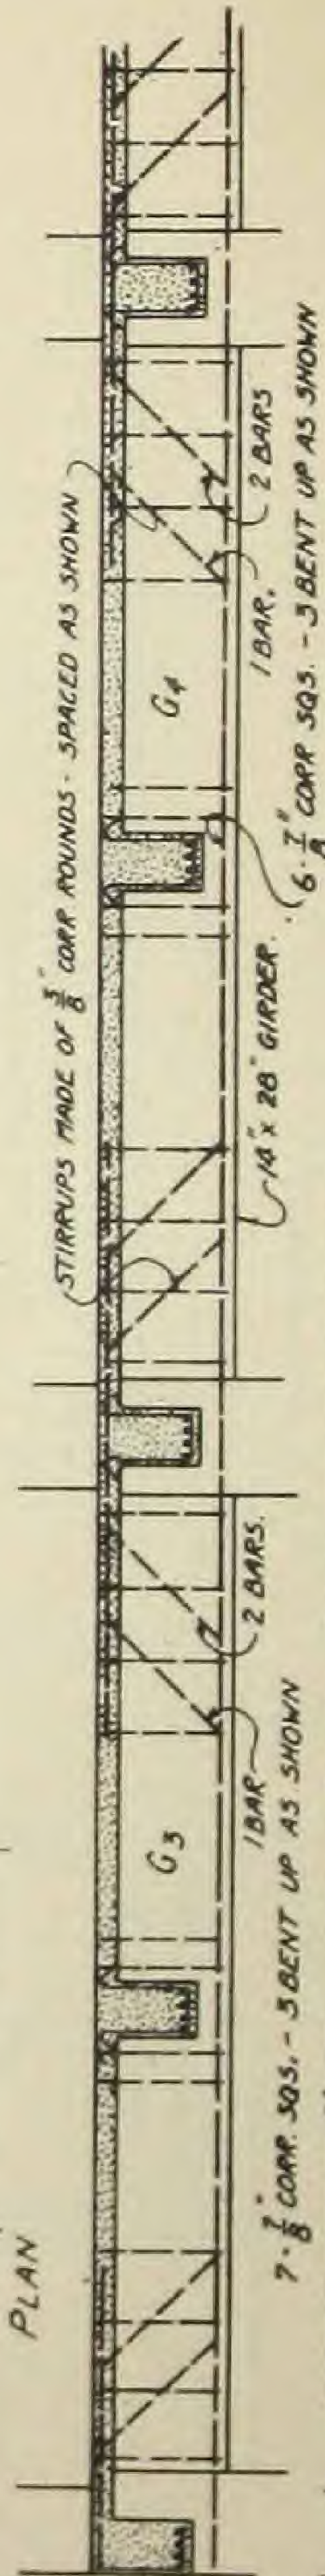 PLAN
STIRRUPS MADE OF 3/8" CORR ROUNDS - SPACED AS SHOWN
G3
G4
1 BAR
2 BARS.
1 BAR.
2 BARS
14" x 28" GIRDER.
7 - 7/8" CORR. SQS. - 3 BENT UP AS SHOWN
6 - 7/8" CORR SQS. - 3 BENT UP AS SHOWN